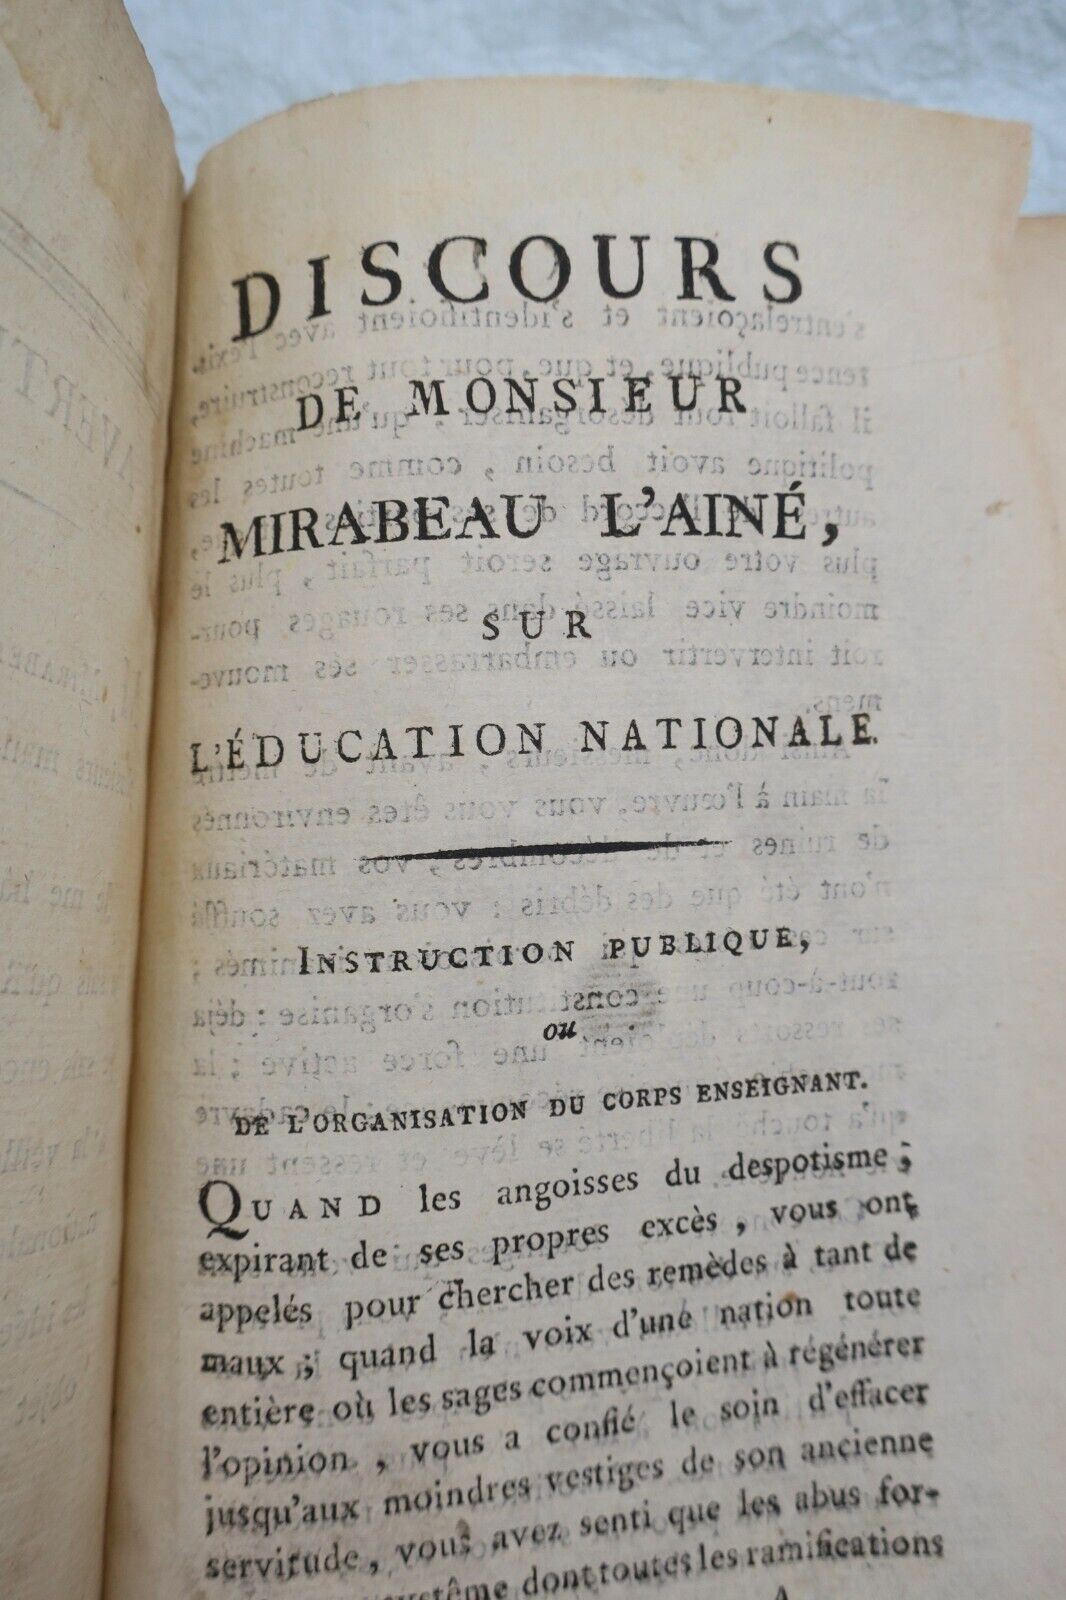 DISCOURS
DE MONSIEUR
MIRABEAU L'AINÉ,
SUR
L'ÉDUCATION NATIONALE.
INSTRUCTION PUBLIQUE,
ou
DE L'ORGANISATION DU CORPS ENSEIGNANT.
QUAND les angoisses du despotisme,
expirant de ses propres excès, vous ont
appelés pour chercher des remèdes à tant de
maux; quand la voix d'une nation toute
entière où les sages commençoient à régénérer
l'opinion, vous a confié le soin d'effacer
jusqu'aux moindres vestiges de son ancienne
servitude, vous avez senti que les abus for-
système dont toutes les ramifications
A